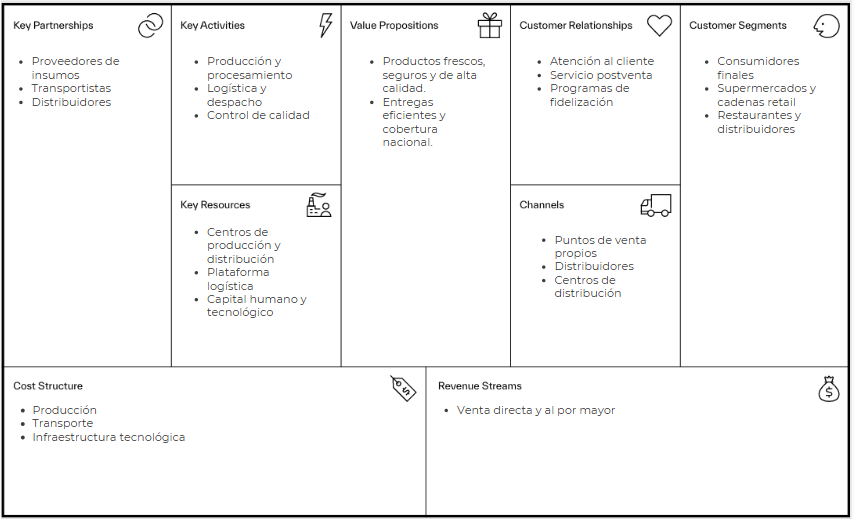 Key Partnerships
• Proveedores de
insumos
• Transportistas
• Distribuidores
Key Activities
• Producción y
procesamiento
• Logística y
despacho
• Control de calidad
Key Resources
• Centros de
producción y
distribución
• Plataforma
logística
• Capital humano y
tecnológico
Value Propositions
• Productos frescos,
seguros y de alta
calidad.
• Entregas
eficientes y
cobertura
nacional.
Customer Relationships
• Atención al cliente
• Servicio postventa
• Programas de
fidelización
Channels
• Puntos de venta
propios
• Distribuidores
• Centros de
distribución
Customer Segments
• Consumidores
finales
• Supermercados y
cadenas retail
• Restaurantes y
distribuidores
Cost Structure
• Producción
• Transporte
• Infraestructura tecnológica
Revenue Streams
• Venta directa y al por mayor